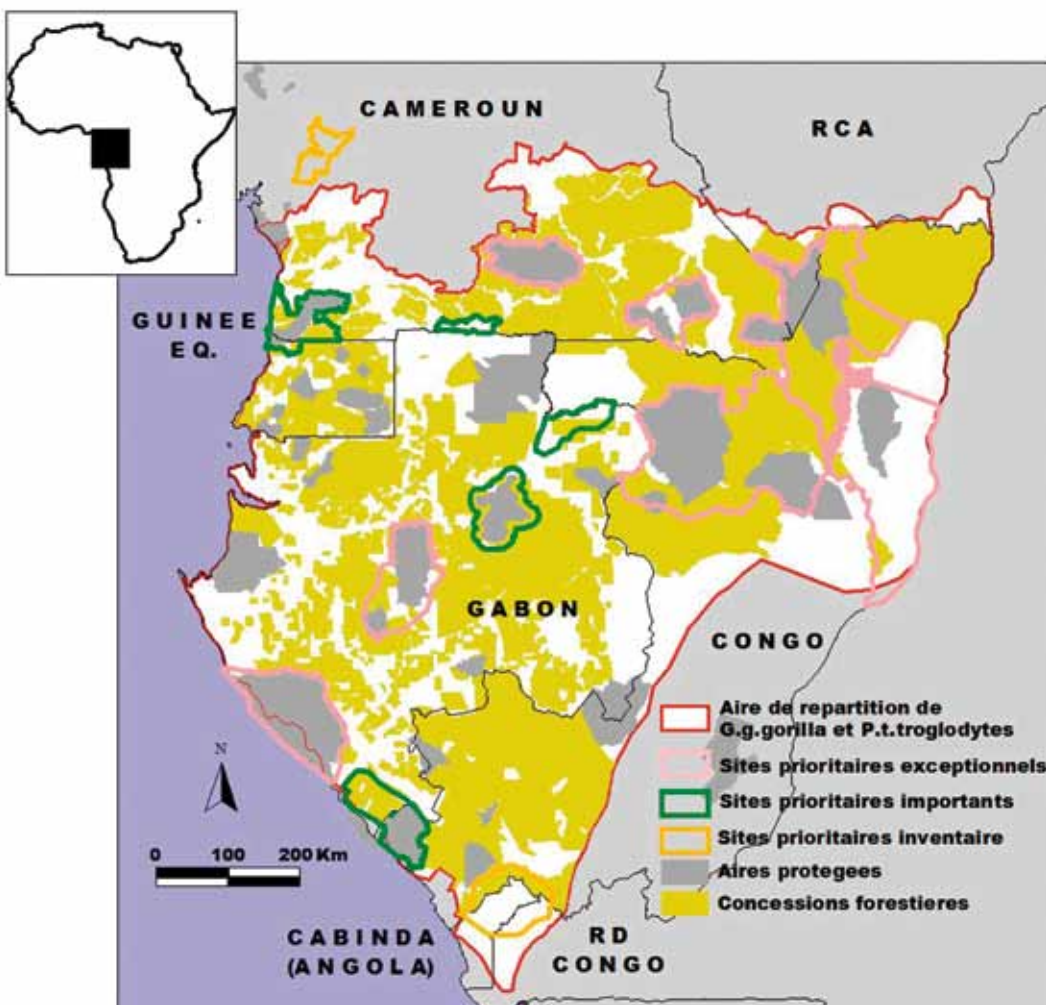 CAMEROUN
RCA
GUINEE
EQ.
GABON
CONGO
Aire de repartition de
G.g.gorilla et P.t.troglodytes
Sites prioritaires exceptionnels
Sites prioritaires importants
Sites prioritaires inventaire
Aires protegees
Concessions forestieres
N
0 100 200 Km
CABINDA
(ANGOLA)
RD
CONGO